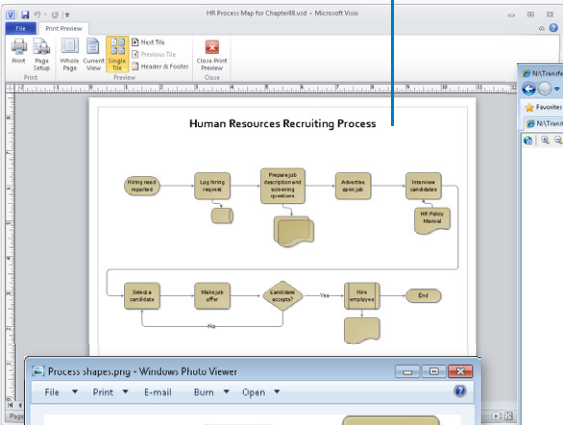 HR Process Map for Chapter08.vsd - Microsoft Visio
File Print Preview
Print Page Setup Whole Page Current View Single Tile Next Tile Previous Tile Header & Footer Close Print Preview
Print Preview Close
Human Resources Recruiting Process
Hiring need reported
Log hiring request
Prepare job description and screening questions
Advertise open job
Interview candidates
HR Policy Manual
Select a candidate
Make job offer
Candidate accepts?
Yes
Hire employee
End
No
Favorites
Process shapes.png - Windows Photo Viewer
File Print E-mail Burn Open